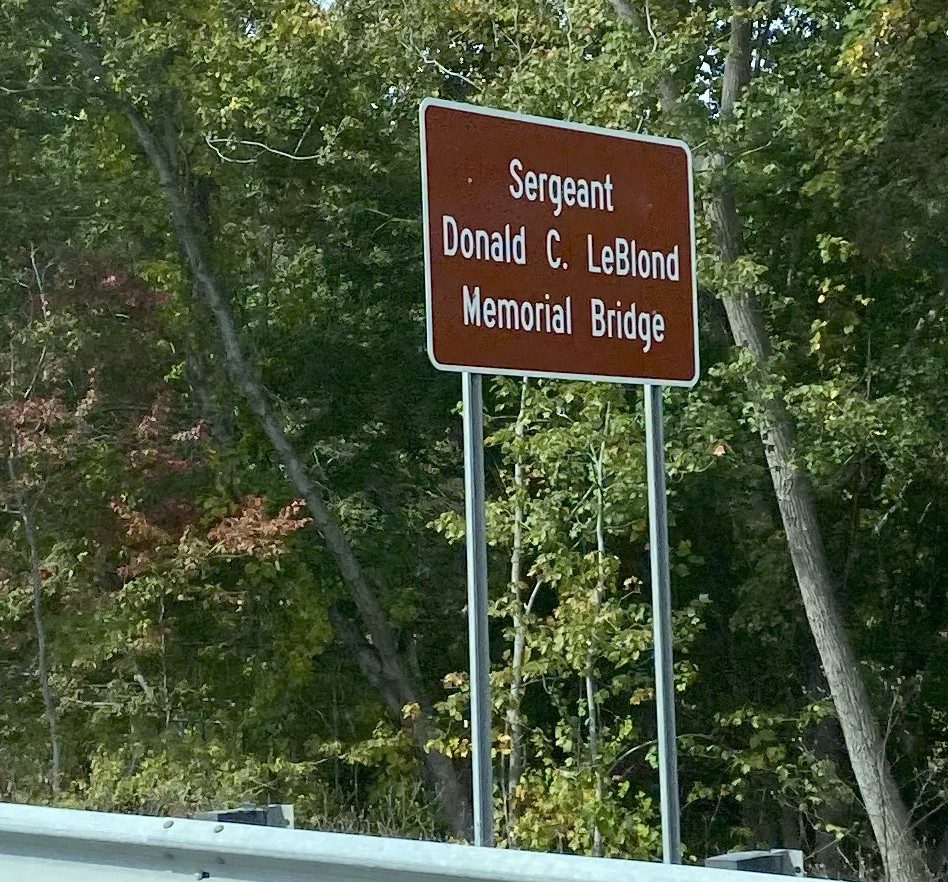 Sergeant
Donald C. LeBlond
Memorial Bridge